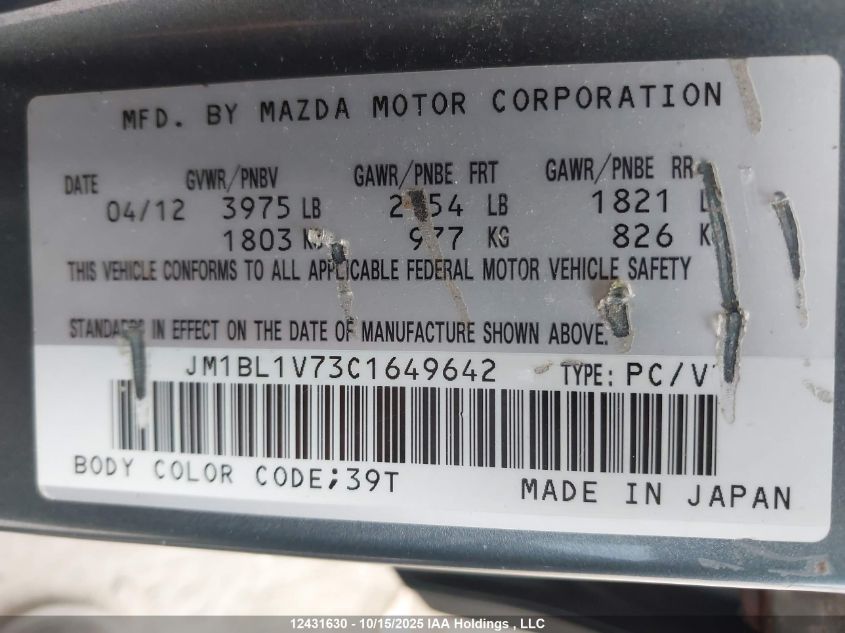 MFD. BY MAZDA MOTOR CORPORATION
DATE GVWR/PNBV GAWR/PNBE FRT GAWR/PNBE RR
04/12 3975 LB LB 1821
1803 KG 826
THIS VEHICLE CONFORMS TO ALL APPLICABLE FEDERAL MOTOR VEHICLE SAFETY
STANDARDS IN EFFECT ON THE DATE OF MANUFACTURE SHOWN ABOVE.
JM1BL1V73C1649642 TYPE: PC/V
BODY COLOR CODE;39T
MADE IN JAPAN
12431630 - 10/15/2025 IAA Holdings , LLC